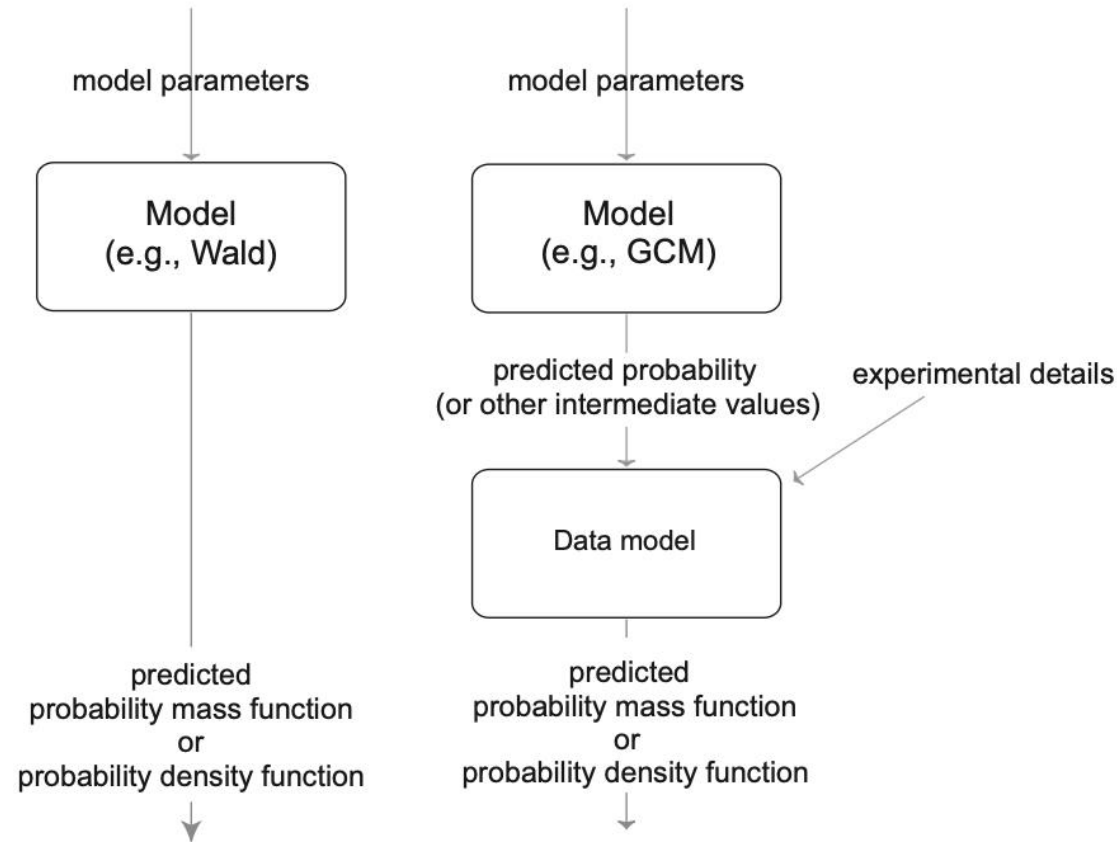 model parameters
Model
(e.g., Wald)
predicted
probability mass function
or
probability density function
model parameters
Model
(e.g., GCM)
predicted probability
(or other intermediate values)
experimental details
Data model
predicted
probability mass function
or
probability density function